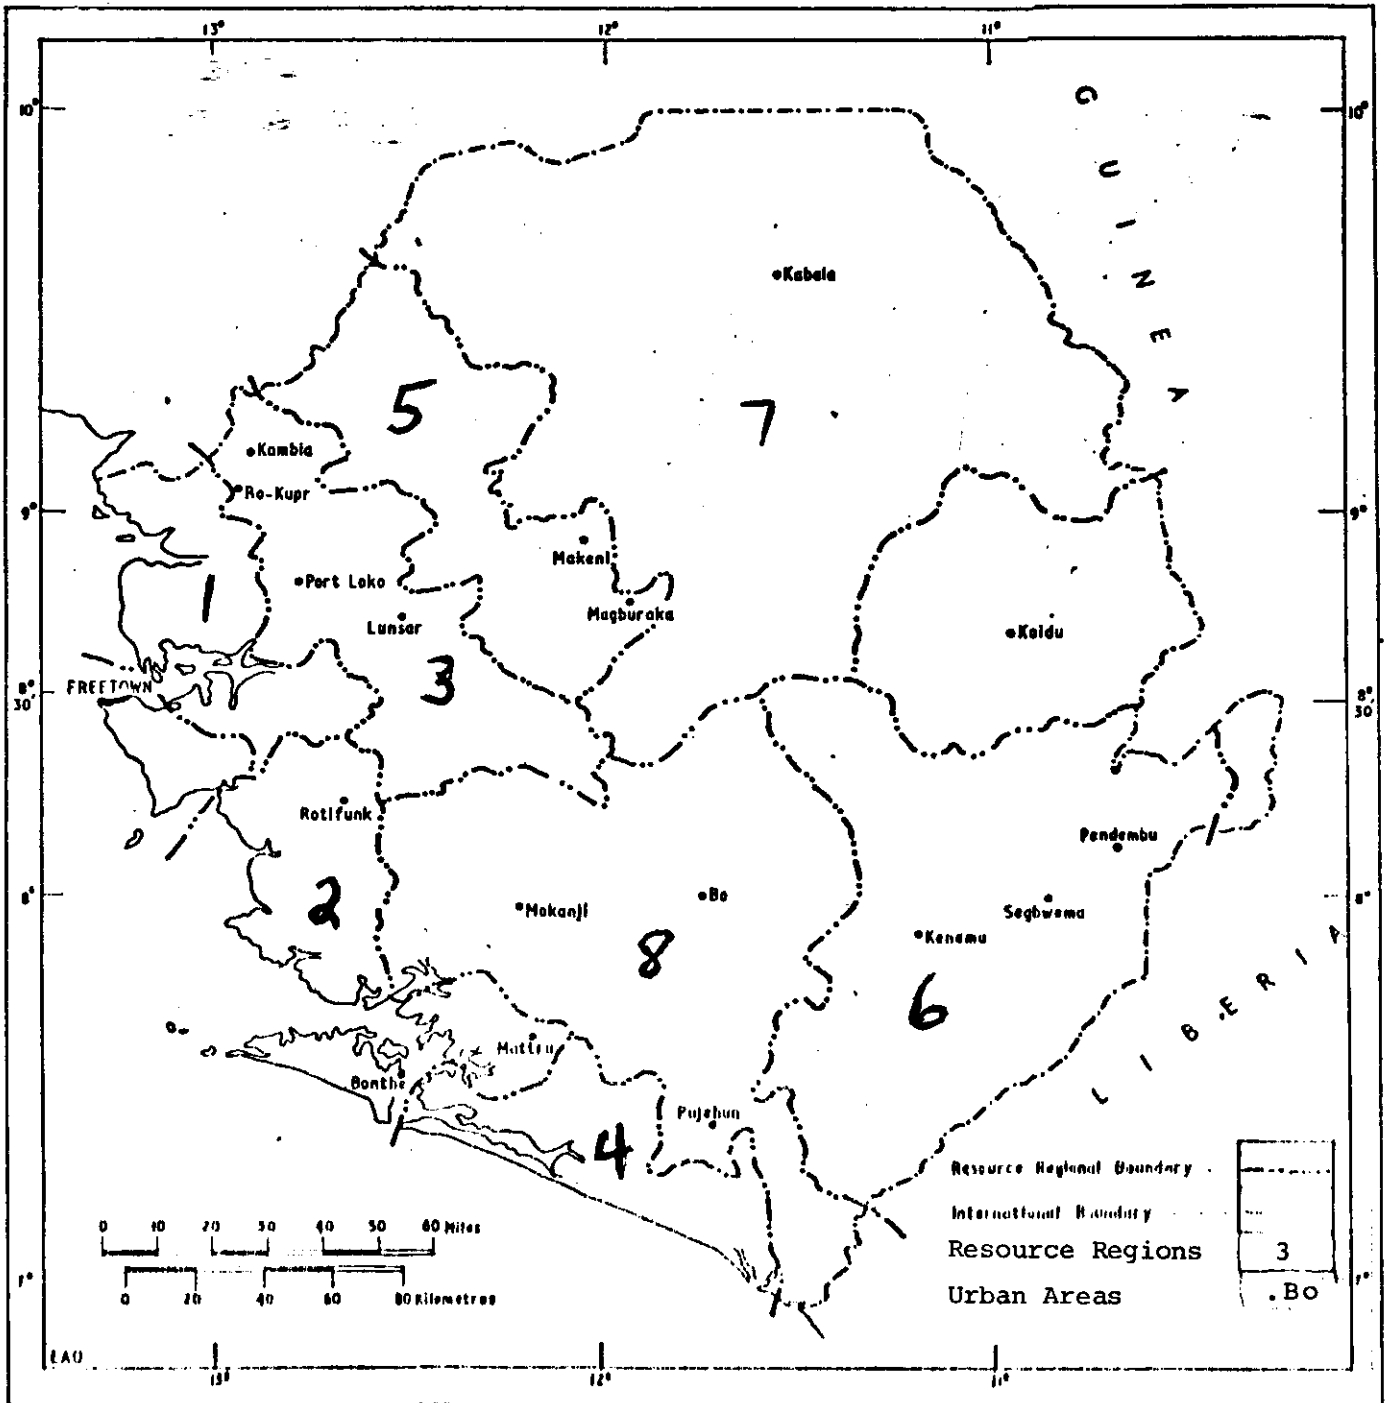 13° 12° 11°
10° 10°
G U I N E A
Kabala
5
7
Kambia
Ro-Kupr
9° 9°
Makeni
1
Port Loko
Magburaka
Lunsar
Koidu
3
FREETOWN
8° 30' 8° 30'
Rotifunk
Pendembu
8° 8°
2
Mokanji
Bo
Segbwema
Kenema
8
6
L I B E R I A
Mattru
Bonthe
Pujehun
4
Resource Regional Boundary
International Boundary
0 10 20 30 40 50 60 Miles
Resource Regions 3
Urban Areas .Bo
0 20 40 60 80 Kilometres
7° 7°
EAO
13° 12° 11°